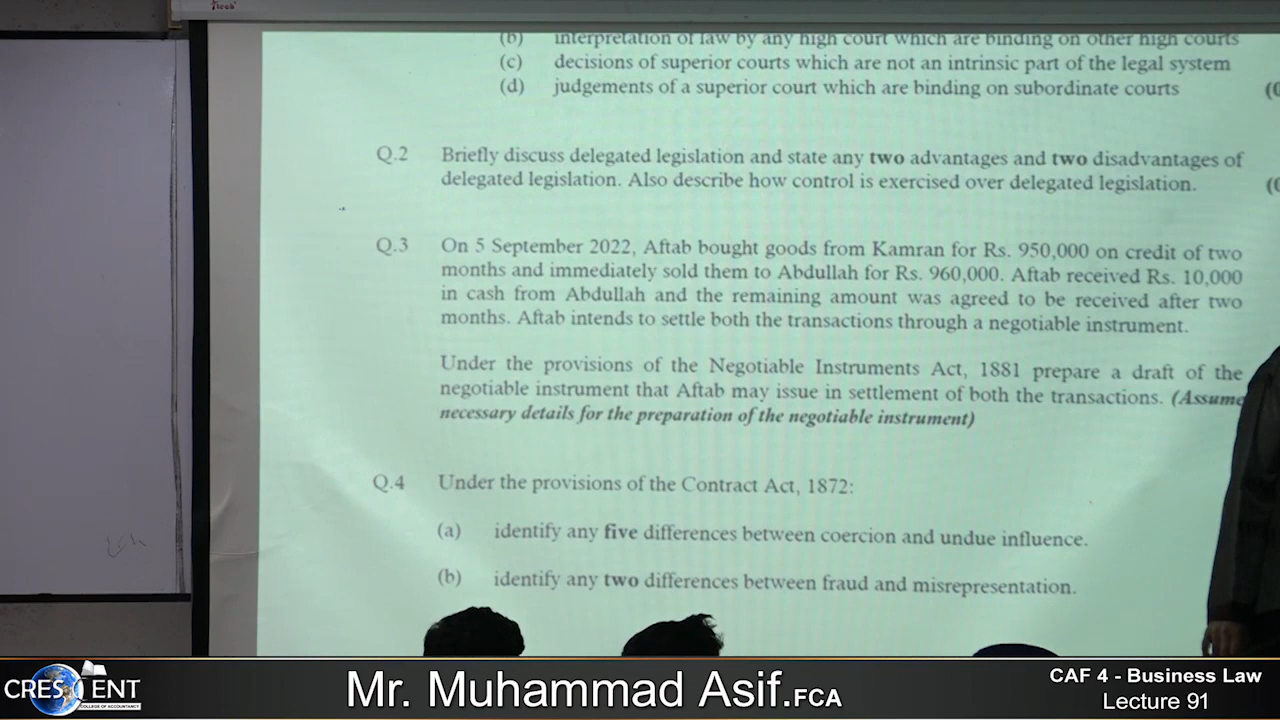 (b) interpretation of law by any high court which are binding on other high courts
(c) decisions of superior courts which are not an intrinsic part of the legal system
(d) judgements of a superior court which are binding on subordinate courts
Q.2 Briefly discuss delegated legislation and state any two advantages and two disadvantages of
delegated legislation. Also describe how control is exercised over delegated legislation.
Q.3 On 5 September 2022, Aftab bought goods from Kamran for Rs. 950,000 on credit of two
months and immediately sold them to Abdullah for Rs. 960,000. Aftab received Rs. 10,000
in cash from Abdullah and the remaining amount was agreed to be received after two
months. Aftab intends to settle both the transactions through a negotiable instrument.
Under the provisions of the Negotiable Instruments Act, 1881 prepare a draft of the
negotiable instrument that Aftab may issue in settlement of both the transactions. (Assume
necessary details for the preparation of the negotiable instrument)
Q.4 Under the provisions of the Contract Act, 1872:
(a) identify any five differences between coercion and undue influence.
(b) identify any two differences between fraud and misrepresentation.
CRESCENT
COLLEGE OF ACCOUNTANCY
Mr. Muhammad Asif.FCA
CAF 4 - Business Law
Lecture 91